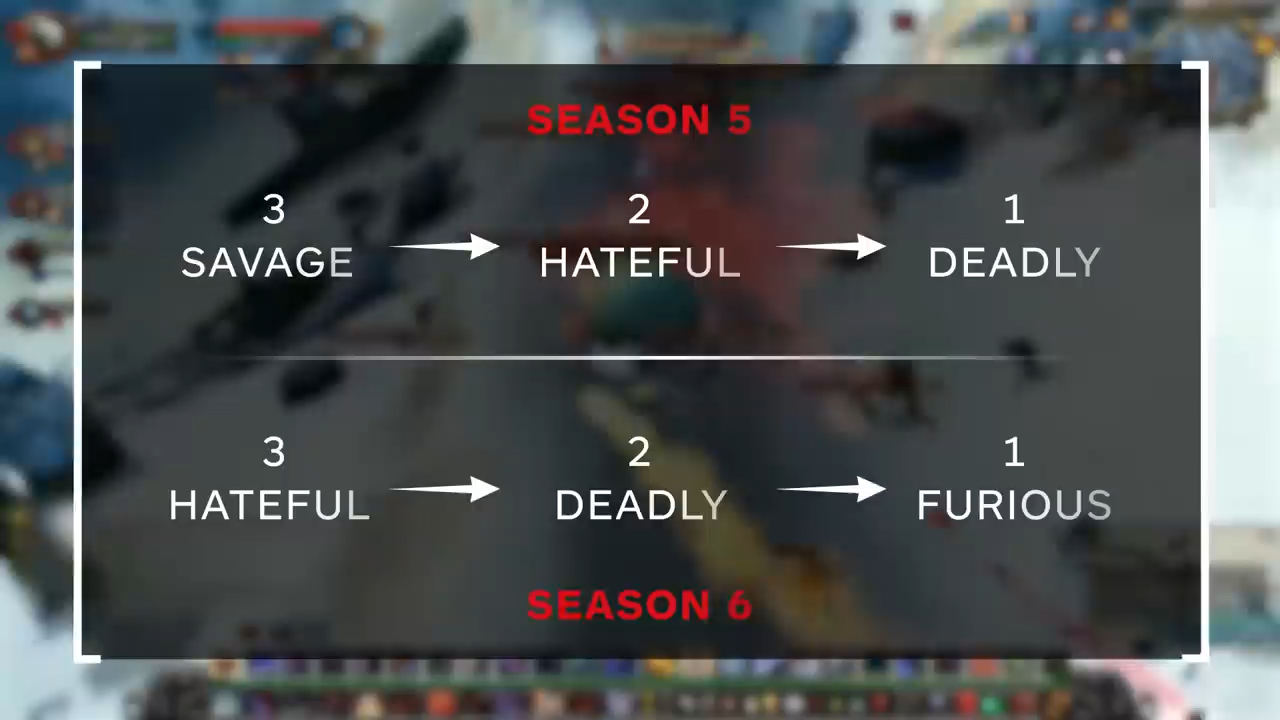 SEASON 5
3 2 1
SAVAGE HATEFUL DEADLY
3 2 1
HATEFUL DEADLY FURIOUS
SEASON 6